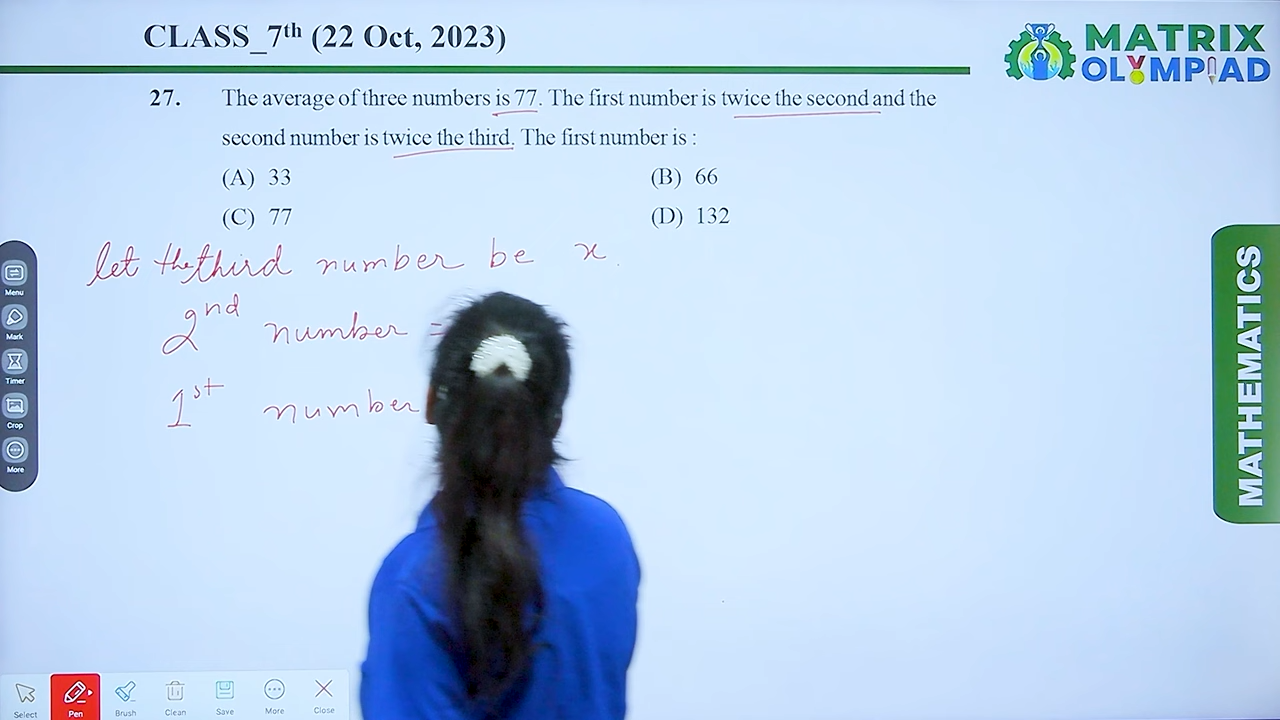 CLASS_7th (22 Oct, 2023)
MATRIX
OLYMPIAD
27. The average of three numbers is 77. The first number is twice the second and the
second number is twice the third. The first number is :
(A) 33 (B) 66
(C) 77 (D) 132
let the third number be x
2nd number =
1st number
MATHEMATICS
Menu
Mark
Timer
Crop
More
Select
Pen
Brush
Clean
Save
More
Close